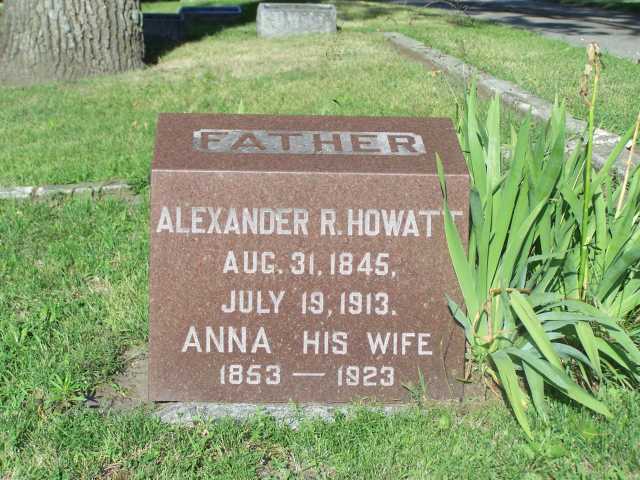 FATHER
ALEXANDER R. HOWATT
AUG. 31, 1845.
JULY 19, 1913.
ANNA HIS WIFE
1853 — 1923